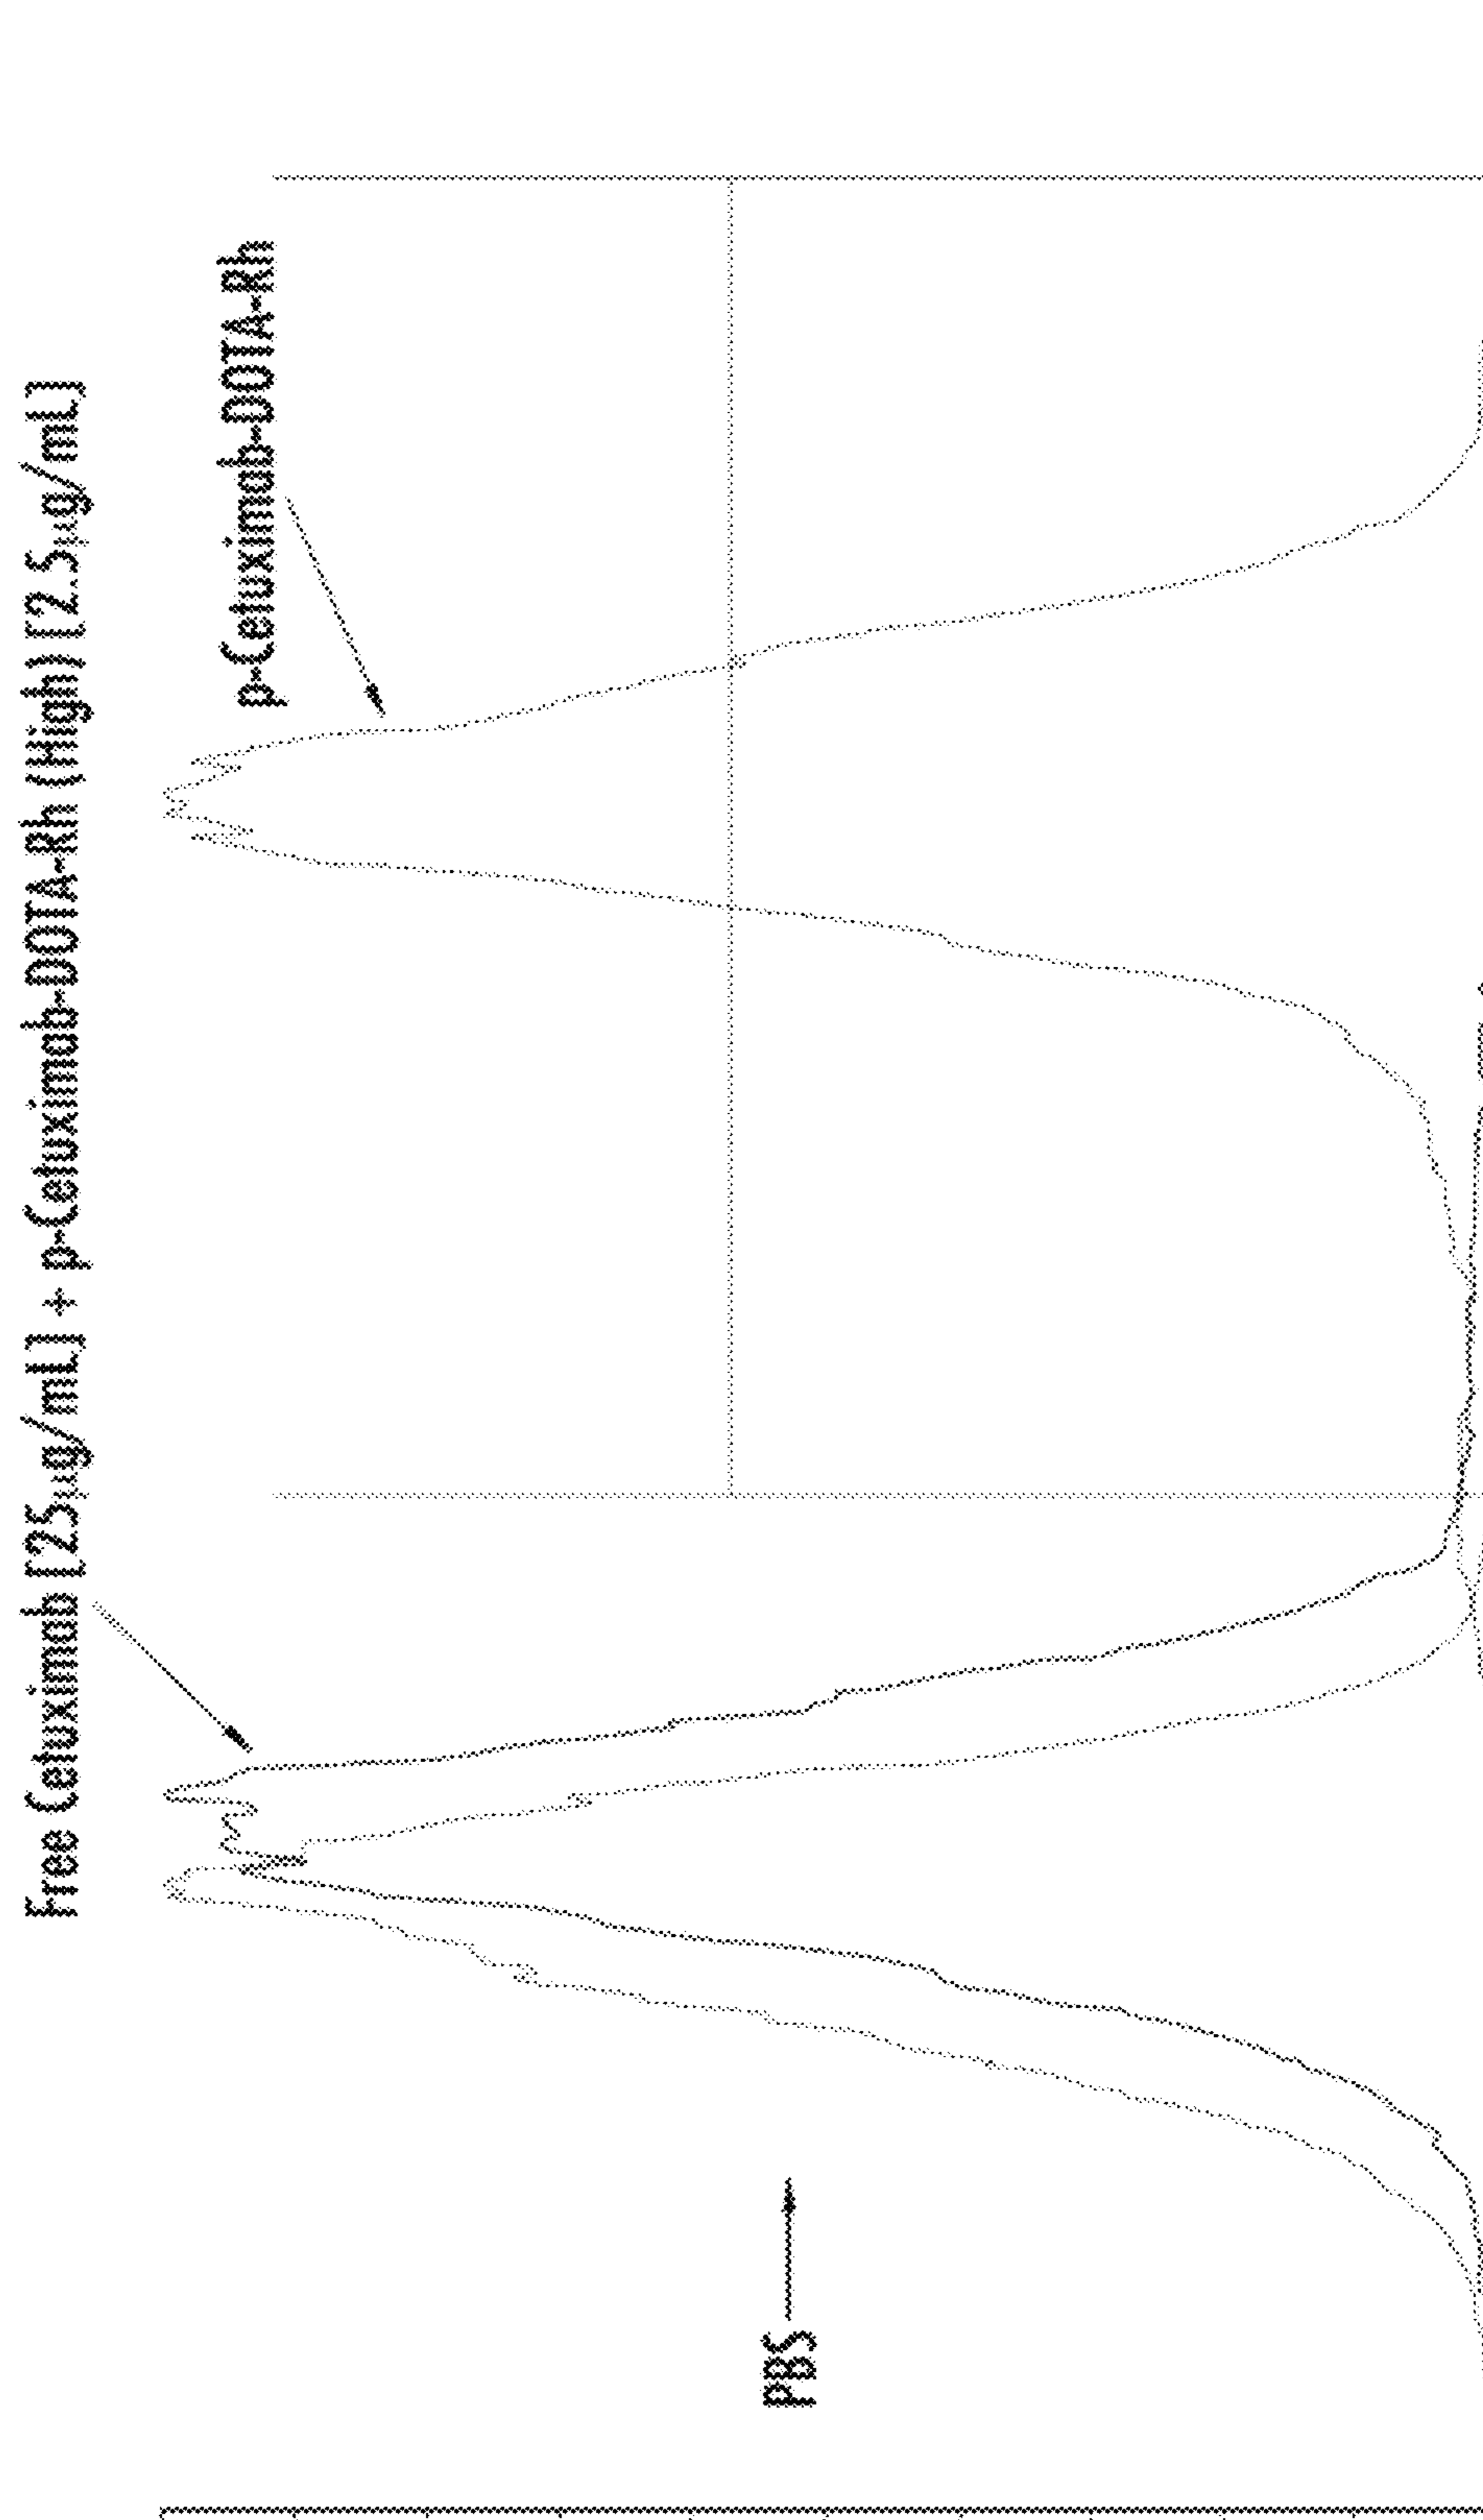 Free Cetuximab [25µg/mL] + p-Cetuximab-DOTA-Rh (High) [2.5µg/mL]
p-Cetuximab-DOTA-Rh
PBS